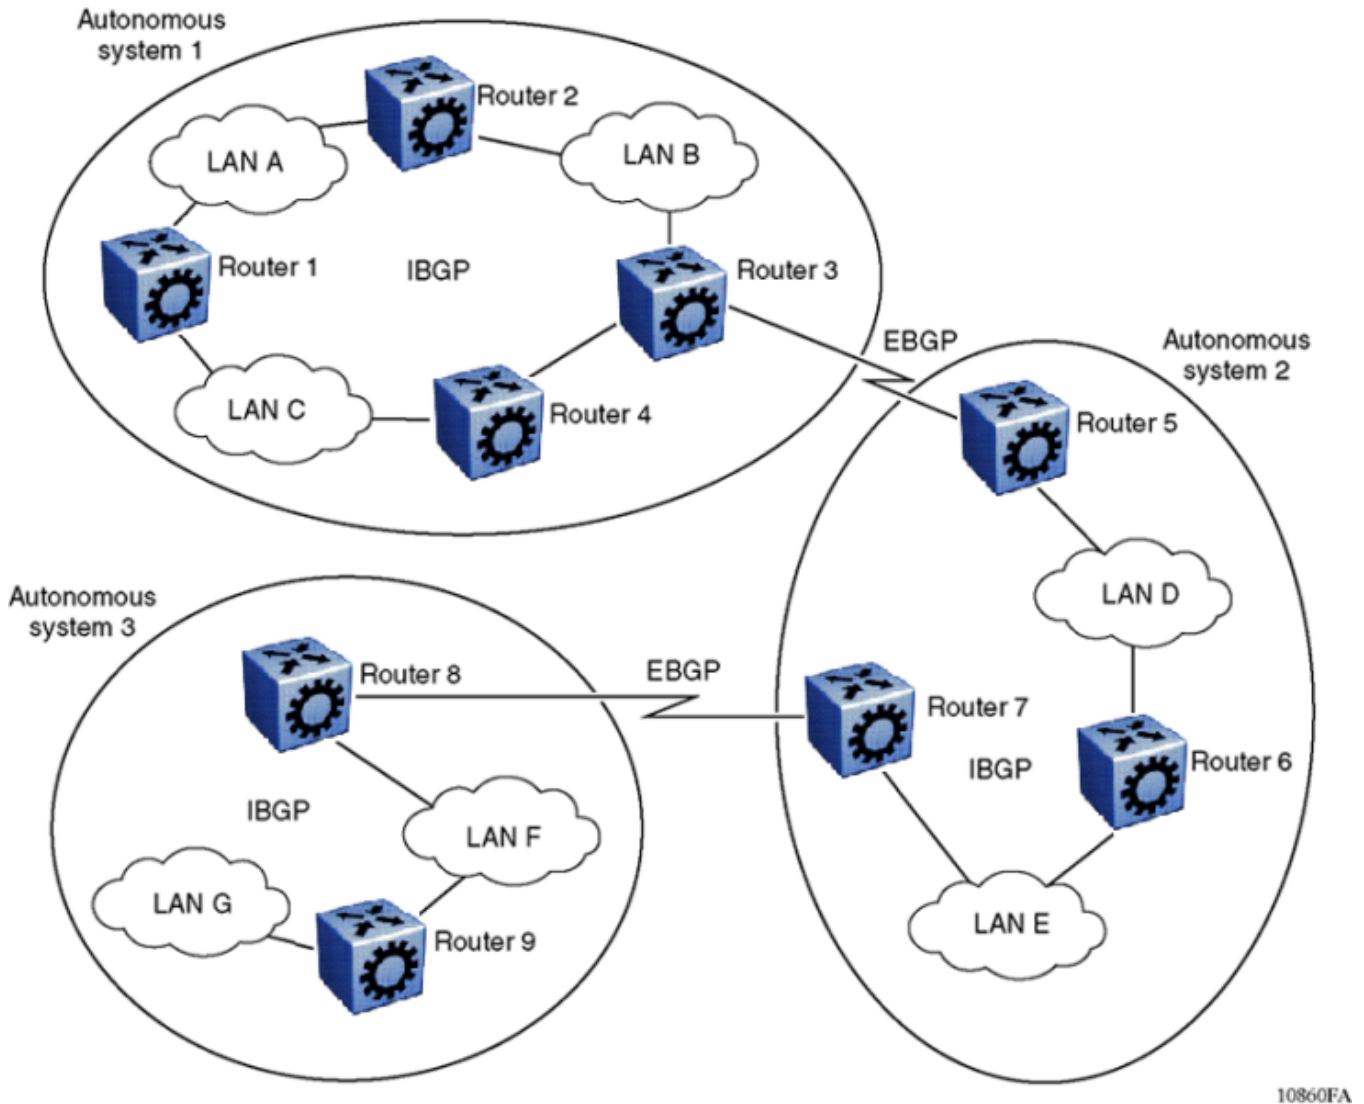 Autonomous
system 1
Router 2
LAN A
LAN B
Router 1
IBGP
Router 3
EBGP
Autonomous
system 2
LAN C
Router 4
Router 5
Autonomous
system 3
LAN D
Router 8
EBGP
Router 7
IBGP
Router 6
IBGP
LAN F
LAN G
Router 9
LAN E
10860FA